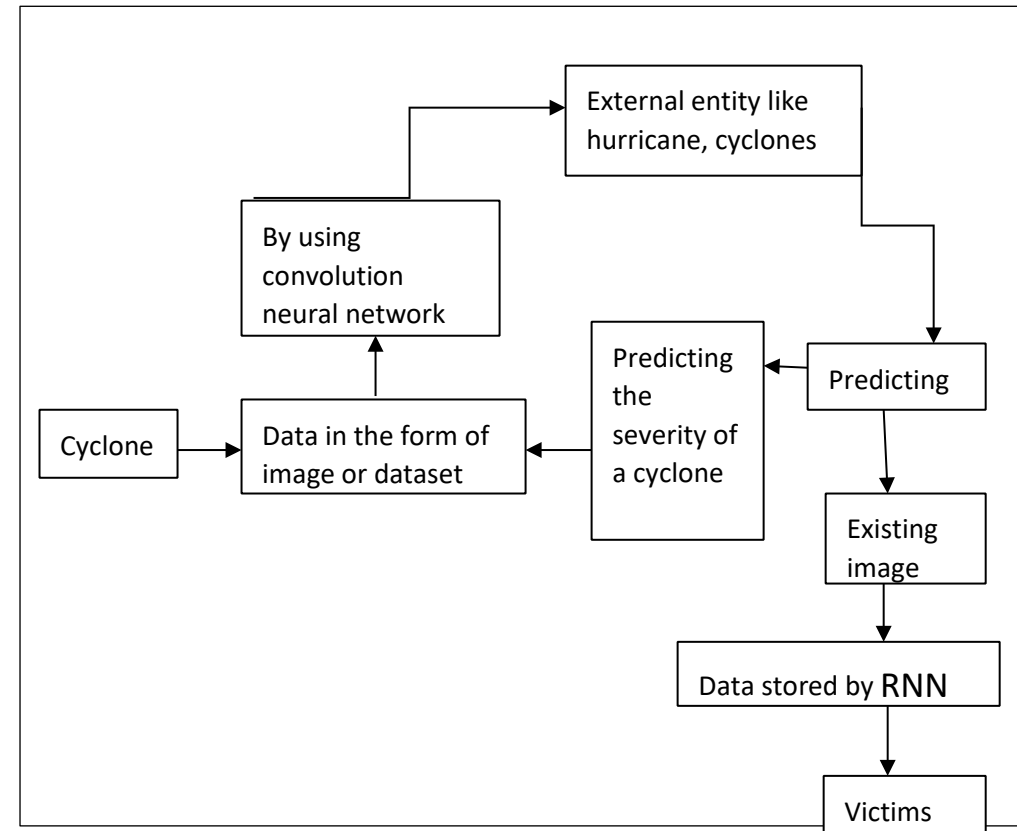 External entity like
hurricane, cyclones
By using
convolution
neural network
Predicting
the
severity of
a cyclone
Predicting
Cyclone
Data in the form of
image or dataset
Existing
image
Data stored by RNN
Victims